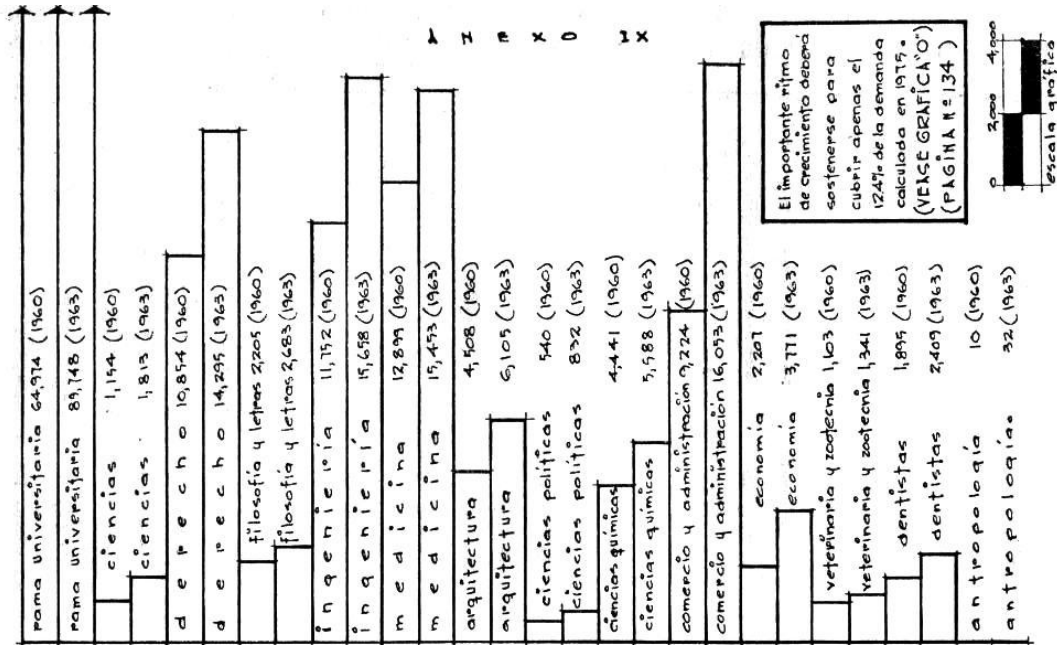 ANEXO IX
rama universitaria 64,974 (1960)
rama universitaria 89,748 (1963)
ciencias 1,154 (1960)
ciencias 1,813 (1963)
derecho 10,854 (1960)
derecho 14,295 (1963)
filosofía y letras 2,205 (1960)
filosofía y letras 2,683 (1963)
ingeniería 11,752 (1960)
ingeniería 15,658 (1963)
medicina 12,899 (1960)
medicina 15,453 (1963)
arquitectura 4,508 (1960)
arquitectura 6,105 (1963)
ciencias políticas 540 (1960)
ciencias políticas 832 (1963)
ciencias químicas 4,441 (1960)
ciencias químicas 5,588 (1963)
comercio y administración 9,224 (1960)
comercio y administración 16,053 (1963)
economía 2,207 (1960)
economía 3,771 (1963)
veterinaria y zootecnia 1,103 (1960)
veterinaria y zootecnia 1,341 (1963)
dentistas 1,895 (1960)
dentistas 2,409 (1963)
antropología 10 (1960)
antropología. 32 (1963)
El importante ritmo
de crecimiento deberá
sostenerse para
cubrir apenas el
124% de la demanda
calculada en 1975.
(VEASE GRAFICA "O")
(PAGINA Nº 134)
0 2,000 4,000
escala gráfica